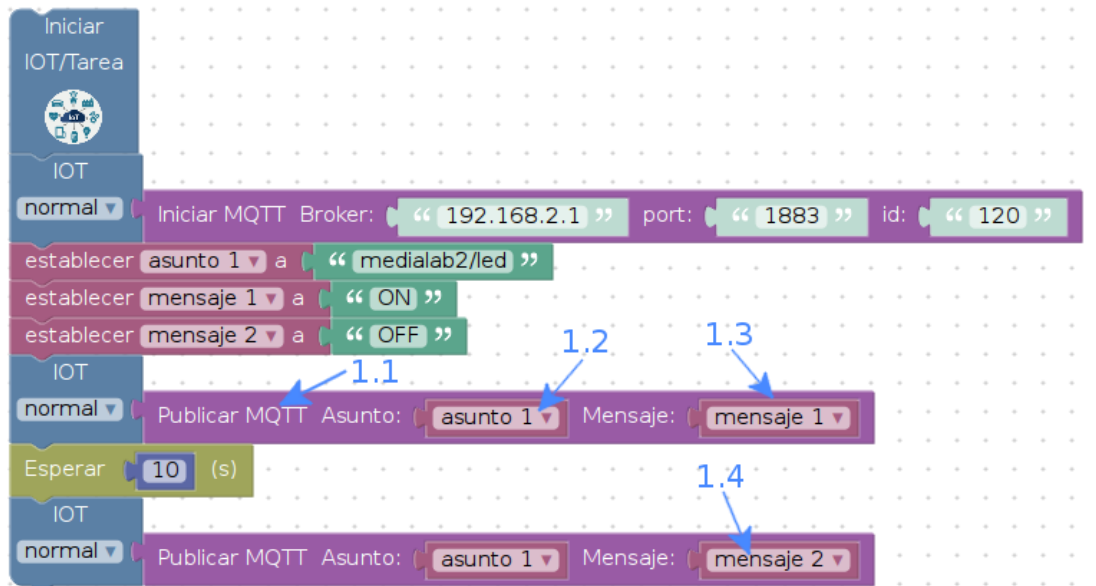 Iniciar
IOT/Tarea
IoT
IOT
normal Iniciar MQTT Broker: “ 192.168.2.1 ” port: “ 1883 ” id: “ 120 ”
establecer asunto 1 a “ medialab2/led ”
establecer mensaje 1 a “ ON ”
establecer mensaje 2 a “ OFF ”
1.2 1.3
IOT 1.1
normal Publicar MQTT Asunto: asunto 1 Mensaje: mensaje 1
Esperar 10 (s)
1.4
IOT
normal Publicar MQTT Asunto: asunto 1 Mensaje: mensaje 2